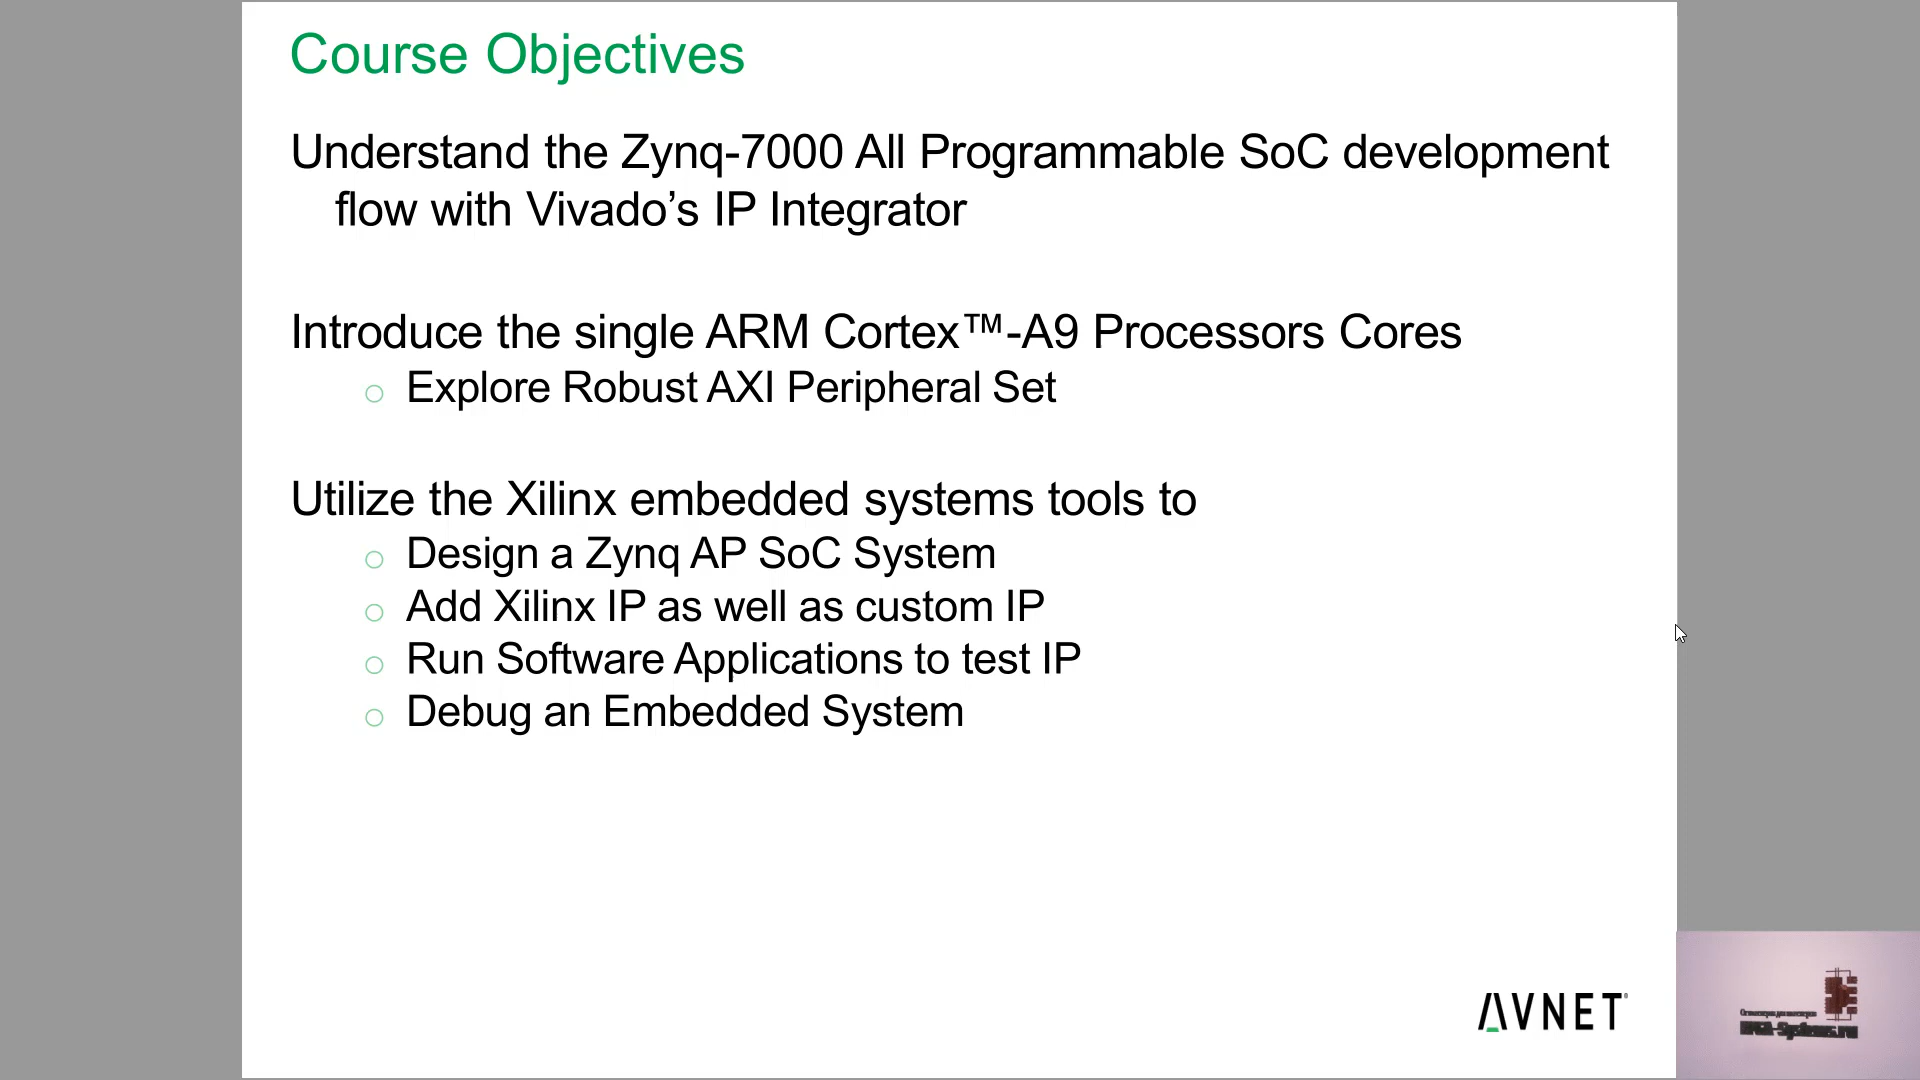 Course Objectives
Understand the Zynq-7000 All Programmable SoC development
flow with Vivado’s IP Integrator
Introduce the single ARM Cortex™-A9 Processors Cores
Explore Robust AXI Peripheral Set
Utilize the Xilinx embedded systems tools to
Design a Zynq AP SoC System
Add Xilinx IP as well as custom IP
Run Software Applications to test IP
Debug an Embedded System
AVNET
FPGA-Systems.ru